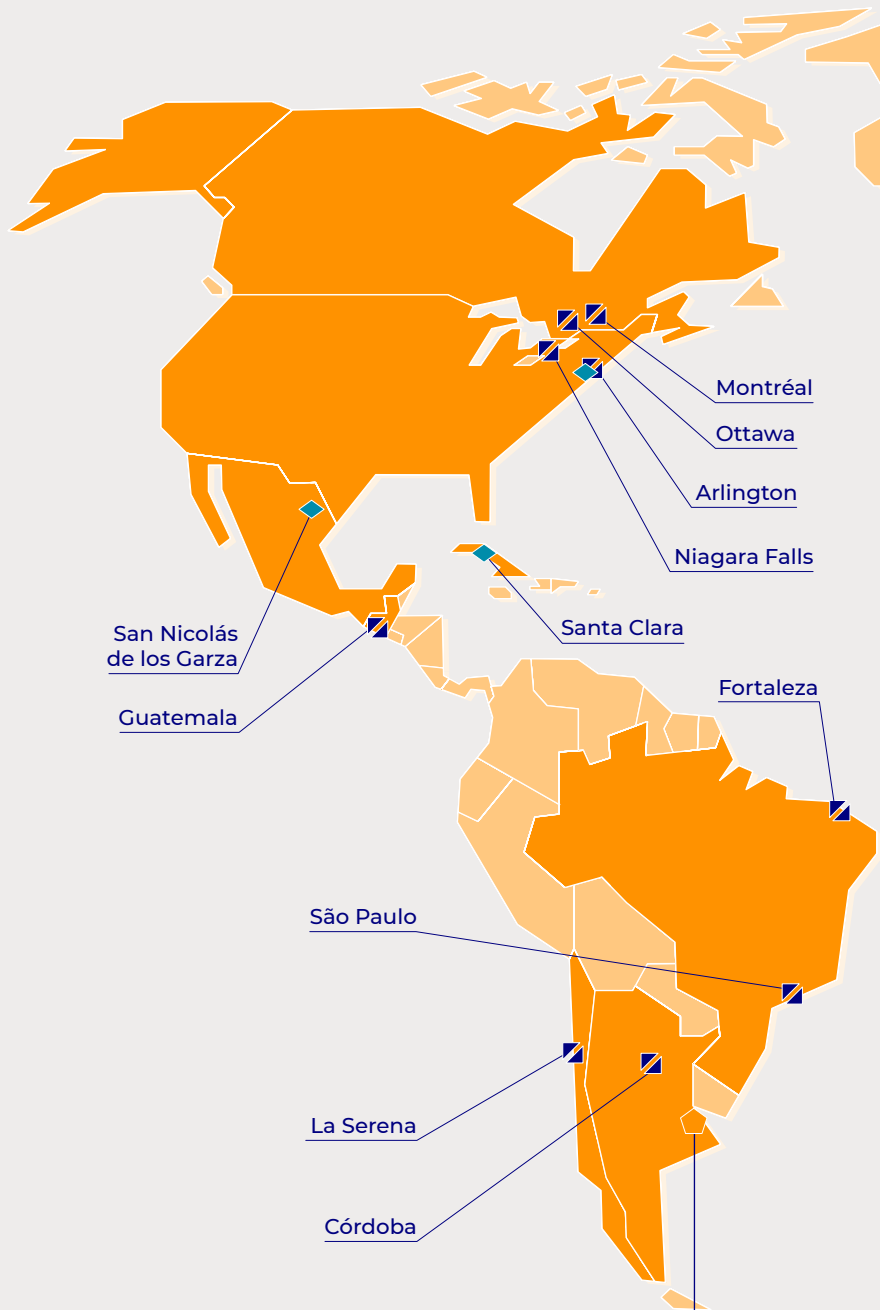 Montréal
Ottawa
Arlington
Niagara Falls
Santa Clara
San Nicolás
de los Garza
Guatemala
Fortaleza
São Paulo
La Serena
Córdoba